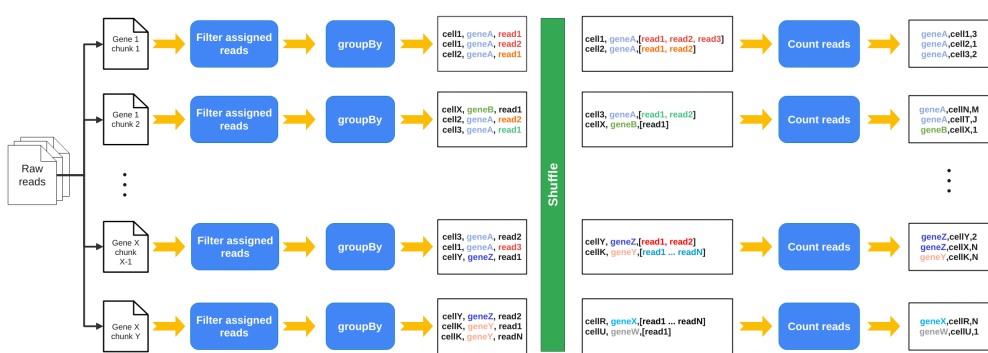 Raw
reads
Gene 1
chunk 1
Filter assigned
reads
groupBy
cell1, geneA, read1
cell1, geneA, read2
cell2, geneA, read1
Gene 1
chunk 2
Filter assigned
reads
groupBy
cellX, geneB, read1
cell2, geneA, read2
cell3, geneA, read1
Gene X
chunk
X-1
Filter assigned
reads
groupBy
cell3, geneA, read2
cell1, geneA, read3
cellY, geneZ, read1
Gene X
chunk Y
Filter assigned
reads
groupBy
cellY, geneZ, read2
cellK, geneY, read1
cellK, geneY, readN
Shuffle
cell1, geneA,[read1, read2, read3]
cell2, geneA,[read1, read2]
Count reads
geneA,cell1,3
geneA,cell2,1
geneA,cell3,2
cell3, geneA,[read1, read2]
cellX, geneB,[read1]
Count reads
geneA,cellN,M
geneA,cellT,J
geneB,cellX,1
cellY, geneZ,[read1, read2]
cellK, geneY,[read1 ... readN]
Count reads
geneZ,cellY,2
geneZ,cellX,N
geneY,cellK,N
cellR, geneX,[read1 ... readN]
cellU, geneW,[read1]
Count reads
geneX,cellR,N
geneW,cellU,1